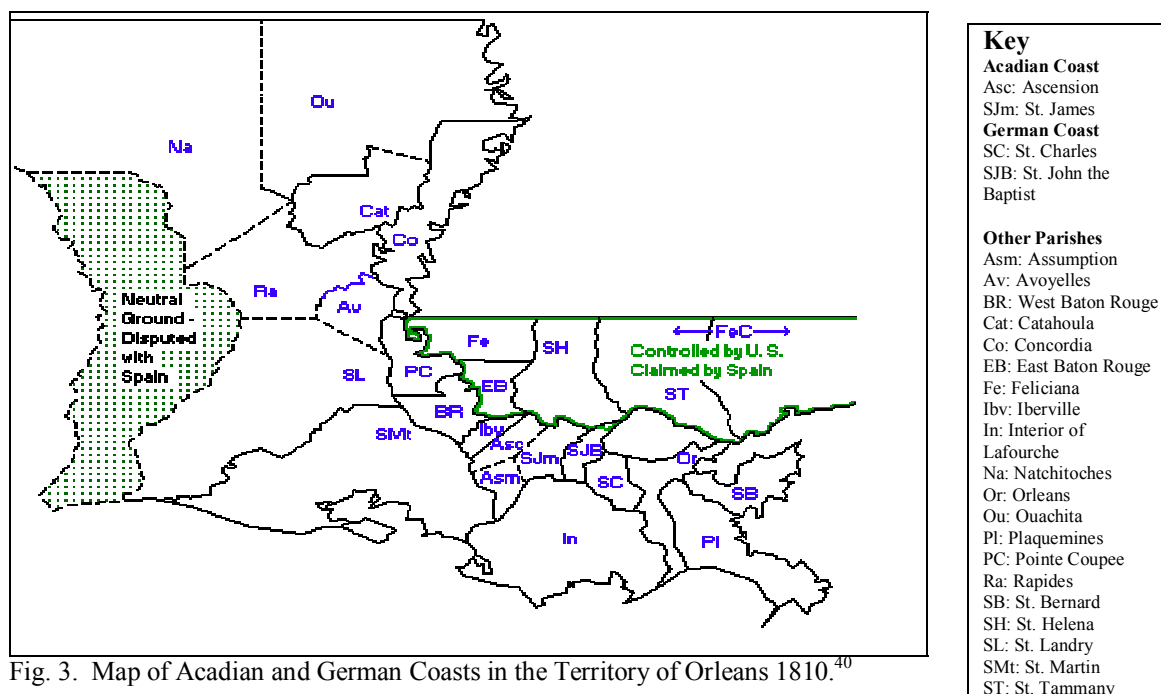 Ou
Na
Cat
Co
Neutral
Ground -
Disputed
with
Spain
Ra
Av
Fe
SH
FeC
Controlled by U. S.
Claimed by Spain
PC
SL
EB
ST
BR
SMt
Ibv
Asc
SJm
SJB
Or
Asm
SC
SB
In
Pl
Fig. 3. Map of Acadian and German Coasts in the Territory of Orleans 1810.40
Key
Acadian Coast
Asc: Ascension
SJm: St. James
German Coast
SC: St. Charles
SJB: St. John the
Baptist
Other Parishes
Asm: Assumption
Av: Avoyelles
BR: West Baton Rouge
Cat: Catahoula
Co: Concordia
EB: East Baton Rouge
Fe: Feliciana
Ibv: Iberville
In: Interior of
Lafourche
Na: Natchitoches
Or: Orleans
Ou: Ouachita
Pl: Plaquemines
PC: Pointe Coupee
Ra: Rapides
SB: St. Bernard
SH: St. Helena
SL: St. Landry
SMt: St. Martin
ST: St. Tammany